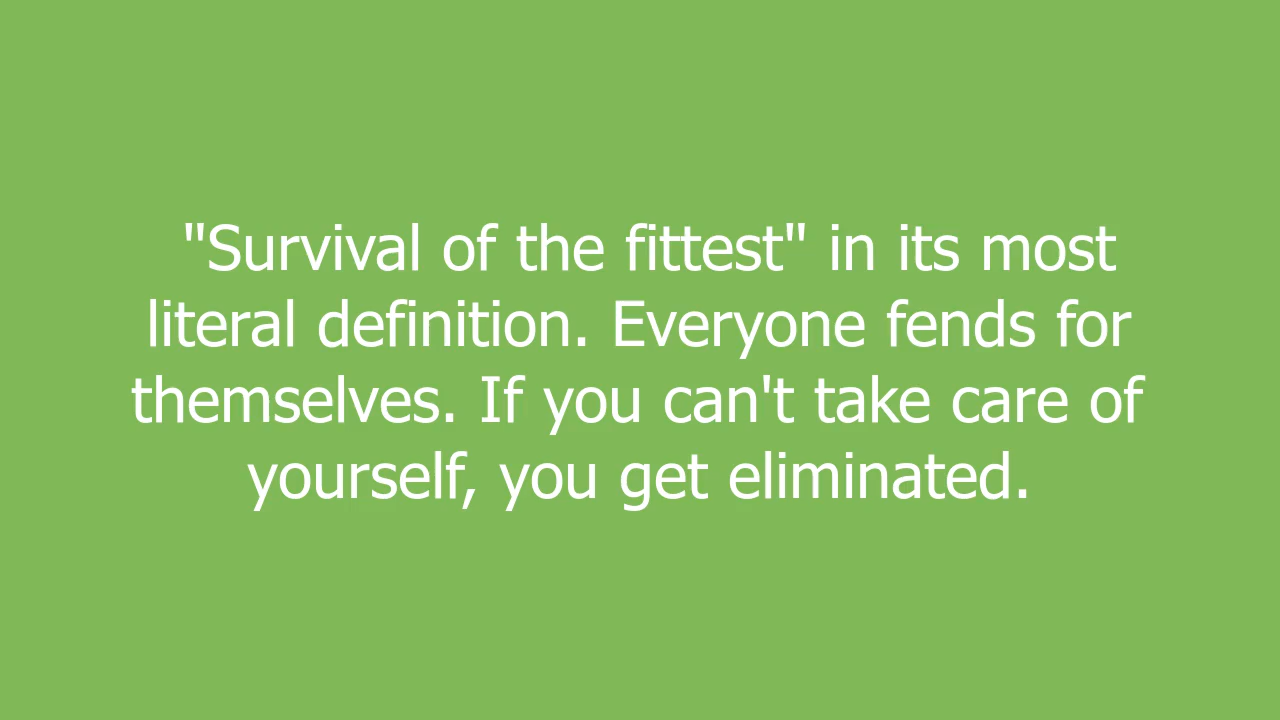 "Survival of the fittest" in its most
literal definition. Everyone fends for
themselves. If you can't take care of
yourself, you get eliminated.